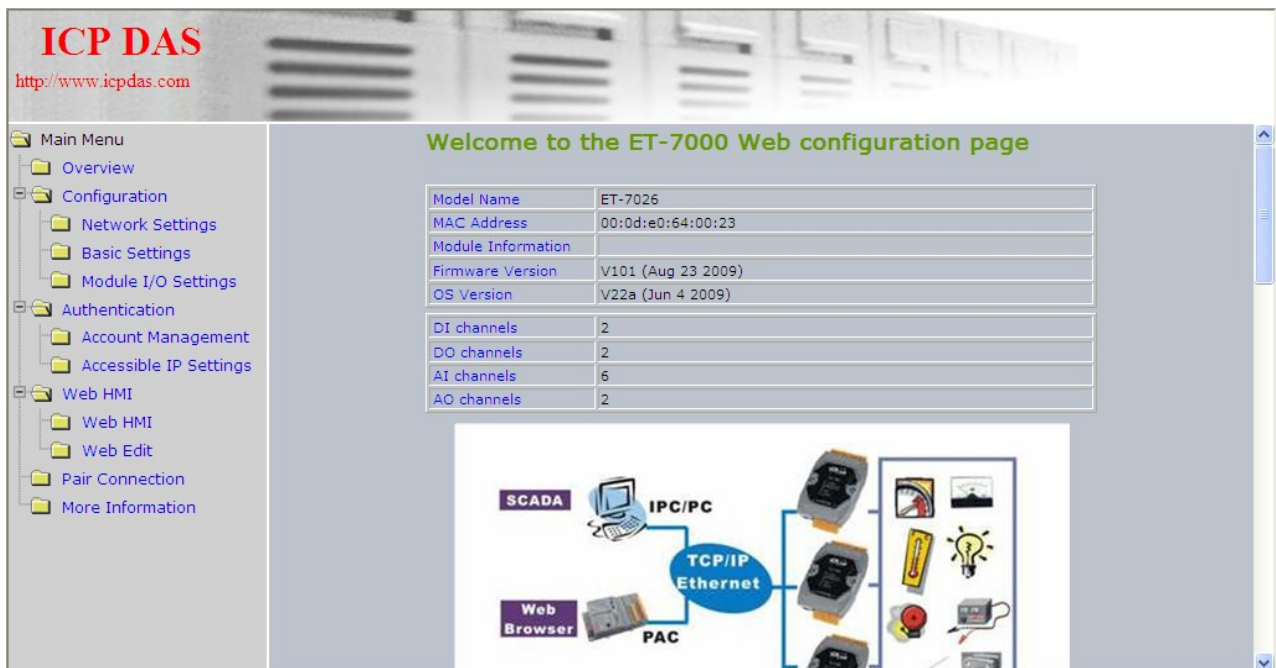 ICP DAS
http://www.icpdas.com
Main Menu
Overview
Configuration
Network Settings
Basic Settings
Module I/O Settings
Authentication
Account Management
Accessible IP Settings
Web HMI
Web HMI
Web Edit
Pair Connection
More Information
Welcome to the ET-7000 Web configuration page
Model Name ET-7026
MAC Address 00:0d:e0:64:00:23
Module Information
Firmware Version V101 (Aug 23 2009)
OS Version V22a (Jun 4 2009)
DI channels 2
DO channels 2
AI channels 6
AO channels 2
SCADA
IPC/PC
TCP/IP
Ethernet
Web
Browser
PAC